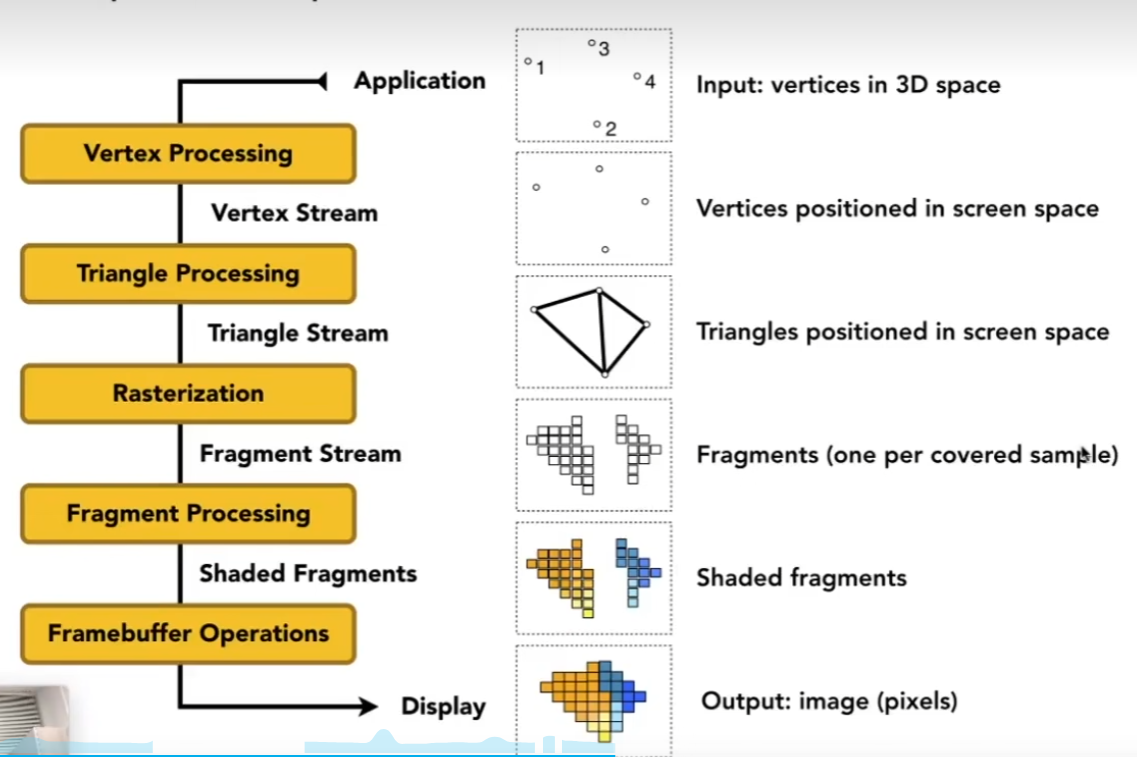 Application
°1
°3
°4
°2
Input: vertices in 3D space
Vertex Processing
Vertex Stream
Vertices positioned in screen space
Triangle Processing
Triangle Stream
Triangles positioned in screen space
Rasterization
Fragment Stream
Fragments (one per covered sample)
Fragment Processing
Shaded Fragments
Shaded fragments
Framebuffer Operations
Display
Output: image (pixels)